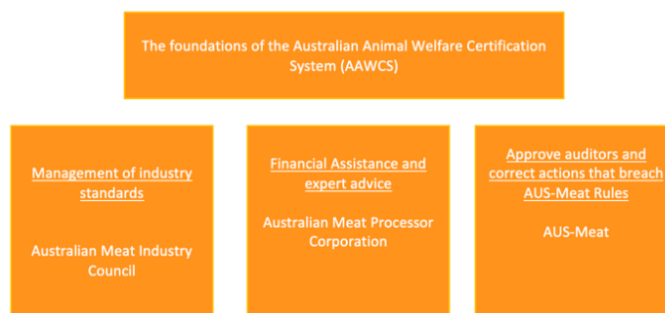 The foundations of the Australian Animal Welfare Certification
System (AAWCS)
Management of industry
standards
Australian Meat Industry
Council
Financial Assistance and
expert advice
Australian Meat Processor
Corporation
Approve auditors and
correct actions that breach
AUS-Meat Rules
AUS-Meat